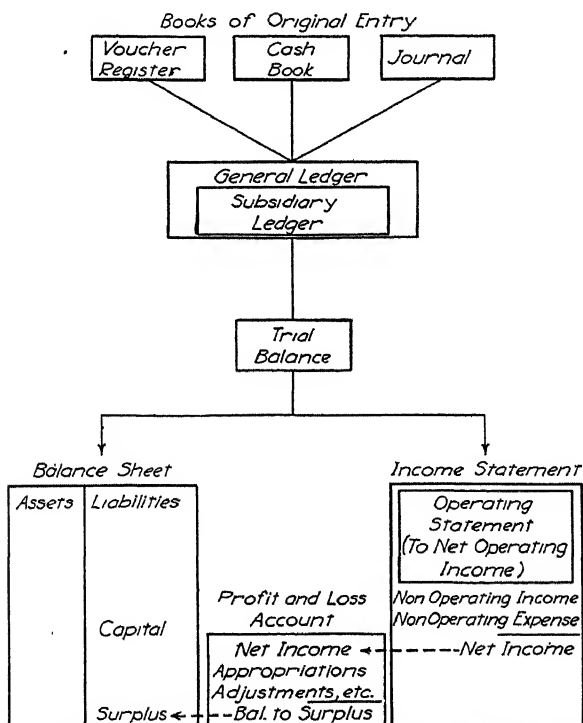 Books of Original Entry
Voucher
Register
Cash
Book
Journal
General Ledger
Subsidiary
Ledger
Trial
Balance
Balance Sheet
Assets
Liabilities
Capital
Surplus
Profit and Loss
Account
Net Income
Appropriations
Adjustments, etc.
Bal. to Surplus
Income Statement
Operating
Statement
(To Net Operating
Income)
Non Operating Income
Non Operating Expense
Net Income